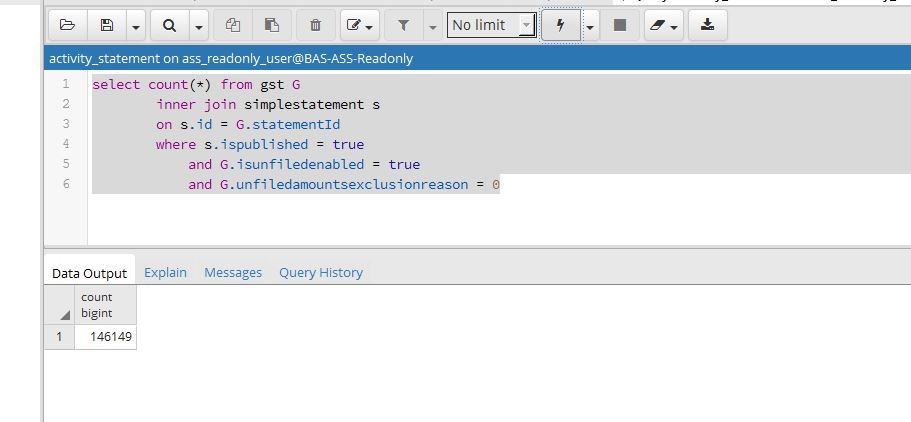 No limit
activity_statement on ass_readonly_user@BAS-ASS-Readonly
1 select count(*) from gst G
2 inner join simplestatement s
3 on s.id = G.statementId
4 where s.ispublished = true
5 and G.isunfiledenabled = true
6 and G.unfiledamountsexclusionreason = 0
Data Output Explain Messages Query History
count
bigint
1 146149